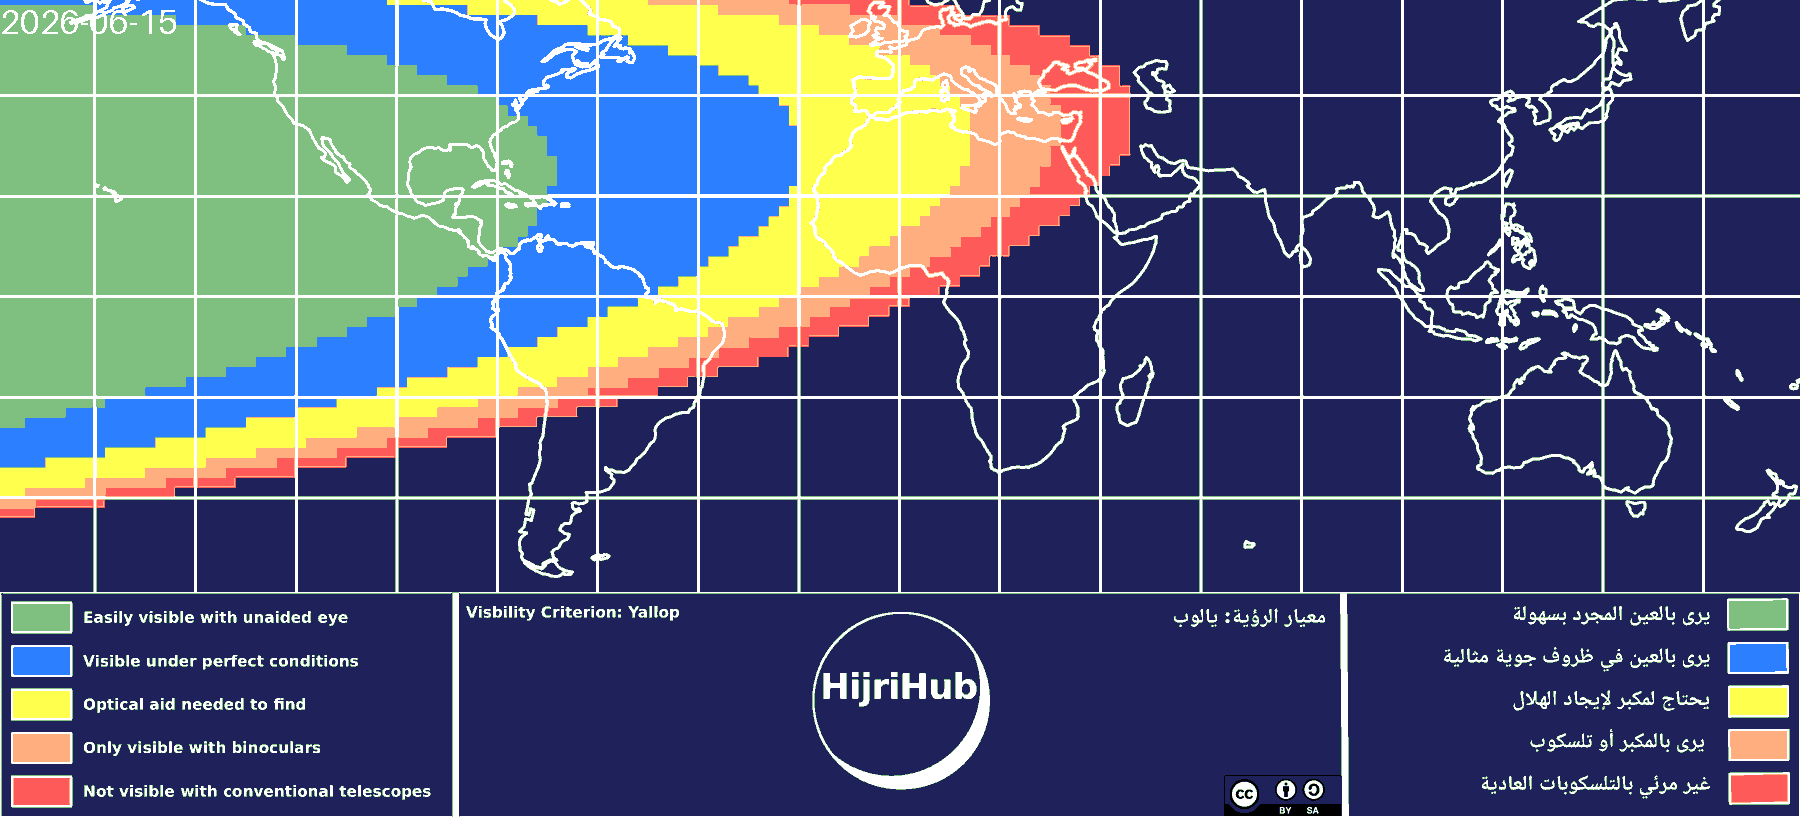 2026-06-15
Easily visible with unaided eye
Visible under perfect conditions
Optical aid needed to find
Only visible with binoculars
Not visible with conventional telescopes
Visbility Criterion: Yallop
معيار الرؤية: يالوب
HijriHub
cc
BY SA
يرى بالعين المجرد بسهولة
يرى بالعين في ظروف جوية مثالية
يحتاج لمكبر لإيجاد الهلال
يرى بالمكبر أو تلسكوب
غير مرئي بالتلسكوبات العادية